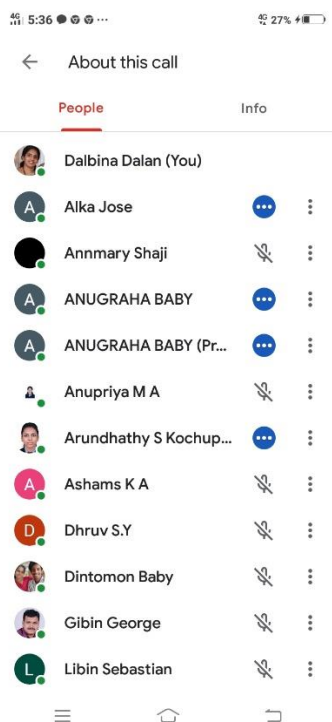 4G 5:36 ... 4G 27%
About this call
People Info
Dalbina Dalan (You)
A Alka Jose
Annmary Shaji
A ANUGRAHA BABY
A ANUGRAHA BABY (Pr...
Anupriya M A
Arundhathy S Kochup...
A Ashams K A
D Dhruv S.Y
Dintomon Baby
Gibin George
L Libin Sebastian